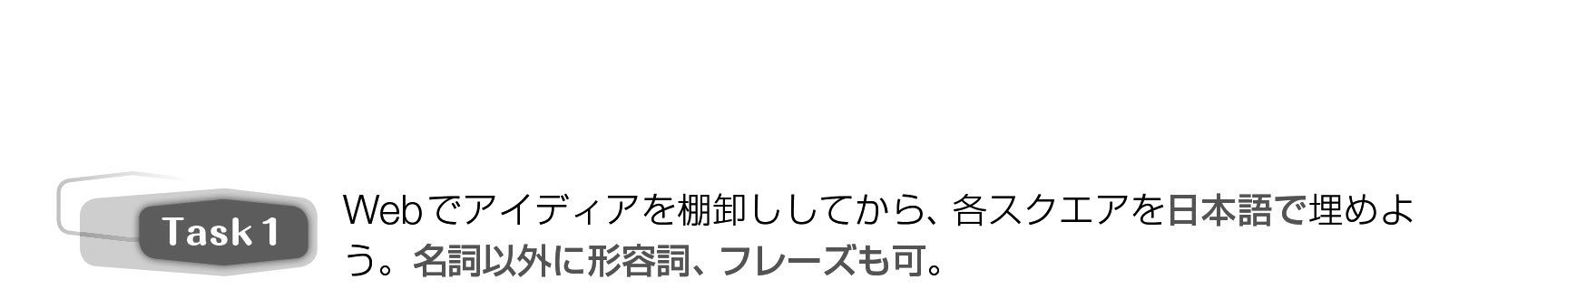 Task 1
Webでアイディアを棚卸ししてから、各スクエアを日本語で埋めよ
う。名詞以外に形容詞、フレーズも可。